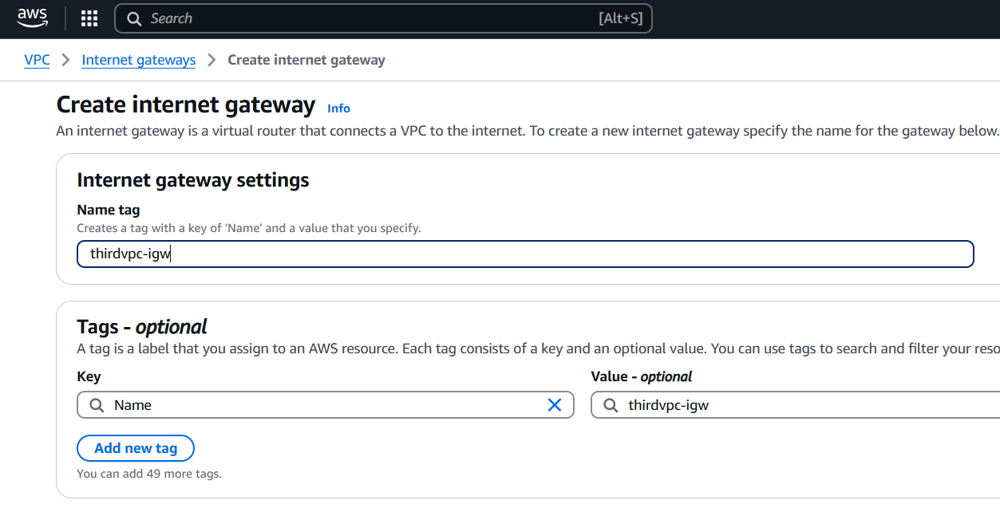 aws
Search [Alt+S]
VPC > Internet gateways > Create internet gateway
Create internet gateway Info
An internet gateway is a virtual router that connects a VPC to the internet. To create a new internet gateway specify the name for the gateway below.
Internet gateway settings
Name tag
Creates a tag with a key of 'Name' and a value that you specify.
thirdvpc-igw
Tags - optional
A tag is a label that you assign to an AWS resource. Each tag consists of a key and an optional value. You can use tags to search and filter your reso
Key Value - optional
Name thirdvpc-igw
Add new tag
You can add 49 more tags.